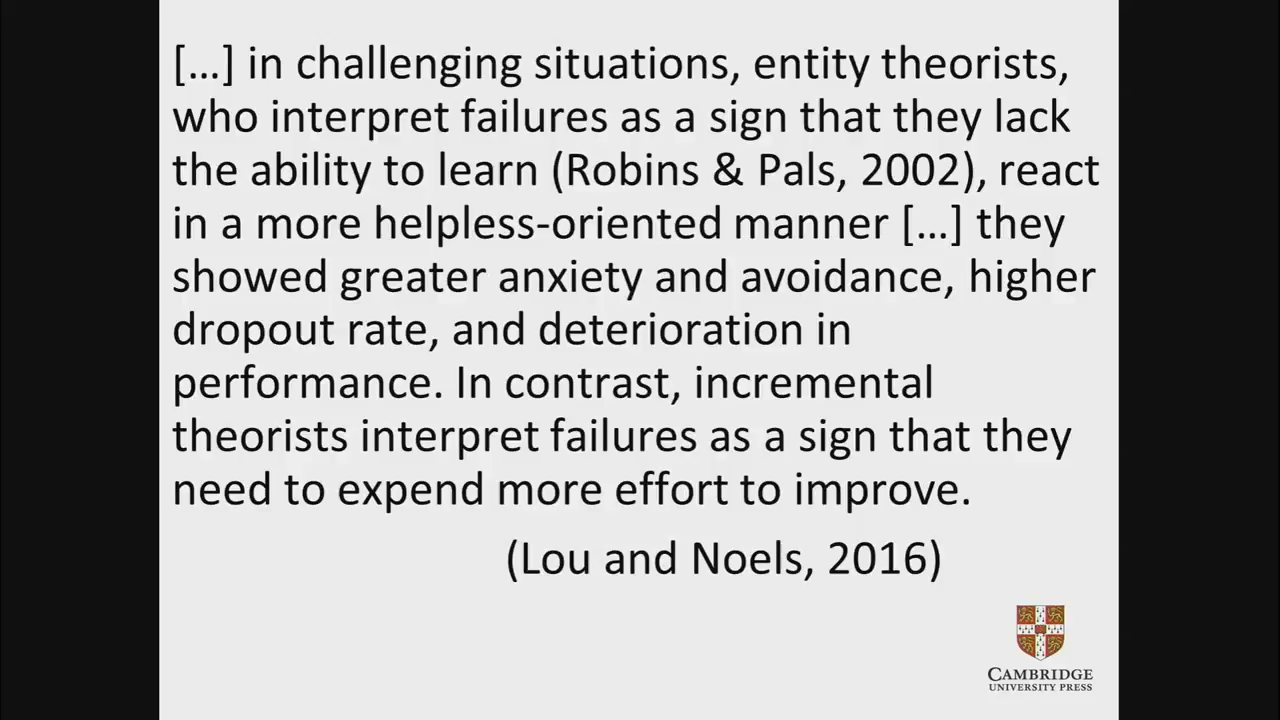 […] in challenging situations, entity theorists,
who interpret failures as a sign that they lack
the ability to learn (Robins & Pals, 2002), react
in a more helpless-oriented manner […] they
showed greater anxiety and avoidance, higher
dropout rate, and deterioration in
performance. In contrast, incremental
theorists interpret failures as a sign that they
need to expend more effort to improve.
(Lou and Noels, 2016)
CAMBRIDGE
UNIVERSITY PRESS